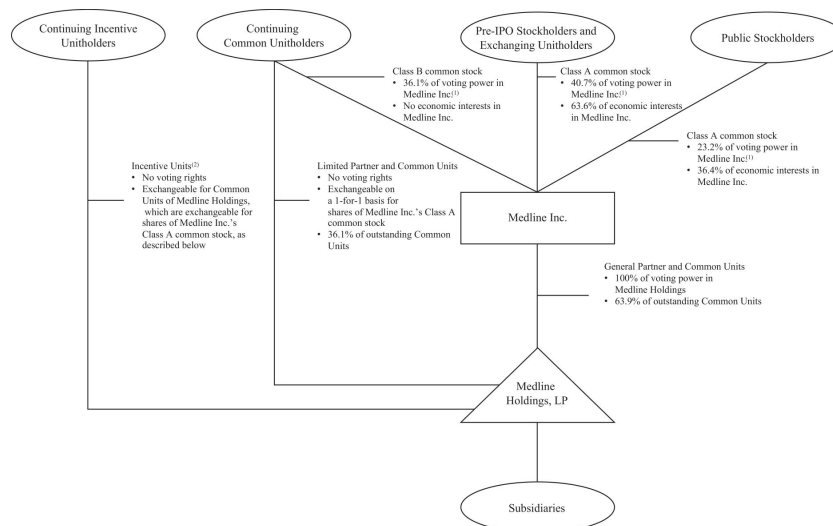 Continuing Incentive
Unitholders
Continuing
Common Unitholders
Pre-IPO Stockholders and
Exchanging Unitholders
Public Stockholders
Class B common stock
• 36.1% of voting power in
Medline Inc.(1)
• No economic interests in
Medline Inc.
Class A common stock
• 40.7% of voting power in
Medline Inc.(1)
• 63.6% of economic interests
in Medline Inc.
Class A common stock
• 23.2% of voting power in
Medline Inc.(1)
• 36.4% of economic interests in
Medline Inc.
Incentive Units(2)
• No voting rights
• Exchangeable for Common
Units of Medline Holdings,
which are exchangeable for
shares of Medline Inc.'s
Class A common stock, as
described below
Limited Partner and Common Units
• No voting rights
• Exchangeable on
a 1-for-1 basis for
shares of Medline Inc.'s Class A
common stock
• 36.1% of outstanding Common
Units
Medline Inc.
General Partner and Common Units
• 100% of voting power in
Medline Holdings
• 63.9% of outstanding Common Units
Medline
Holdings, LP
Subsidiaries